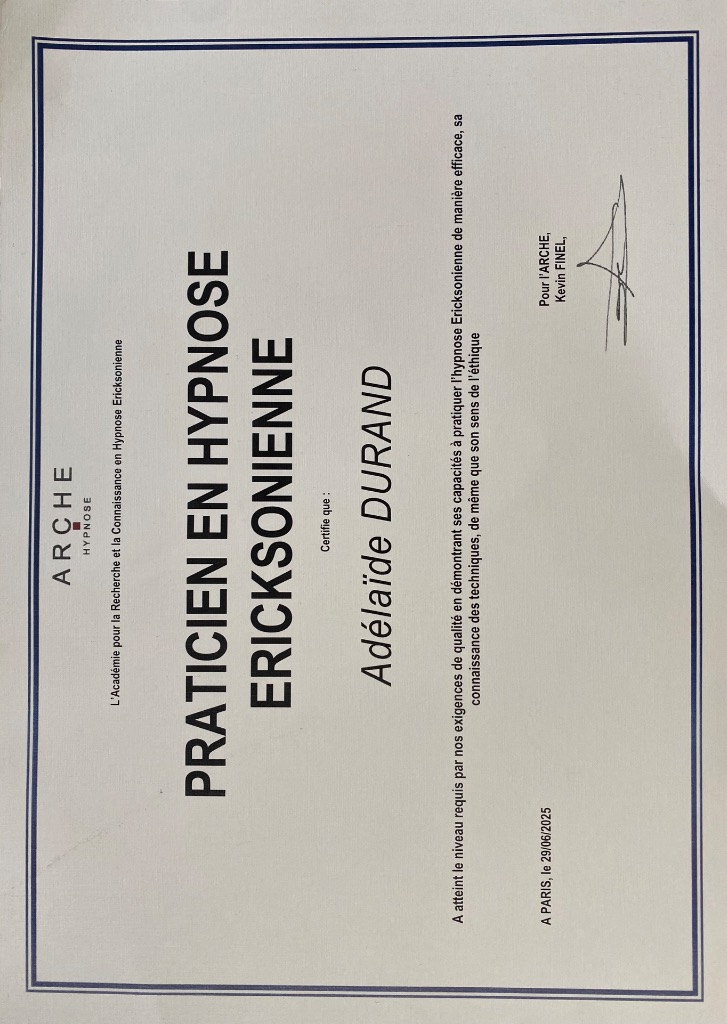 ARCHE
HYPNOSE
L'Académie pour la Recherche et la Connaissance en Hypnose Ericksonienne
PRATICIEN EN HYPNOSE
ERICKSONIENNE
Certifie que :
Adélaïde DURAND
A atteint le niveau requis par nos exigences de qualité en démontrant ses capacités à pratiquer l'hypnose Ericksonienne de manière efficace, sa
connaissance des techniques, de même que son sens de l'éthique
A PARIS, le 29/06/2025
Pour l'ARCHE,
Kevin FINEL,